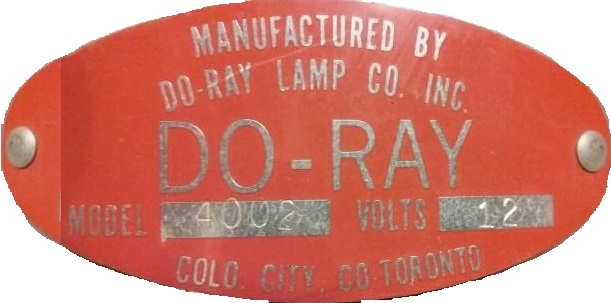 MANUFACTURED BY
DO-RAY LAMP CO. INC.
DO-RAY
MODEL 4002 VOLTS 12
COLO. CITY, CO-TORONTO